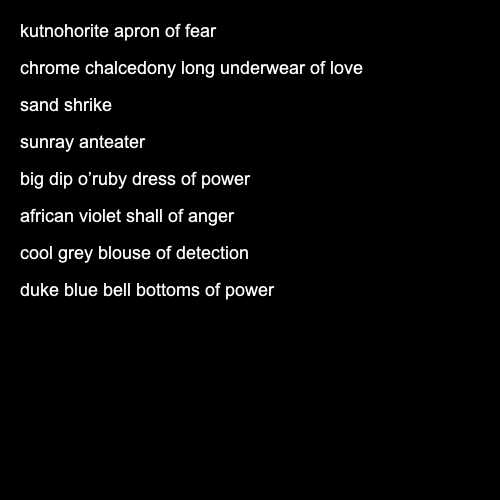 kutnohorite apron of fear
chrome chalcedony long underwear of love
sand shrike
sunray anteater
big dip o’ruby dress of power
african violet shall of anger
cool grey blouse of detection
duke blue bell bottoms of power